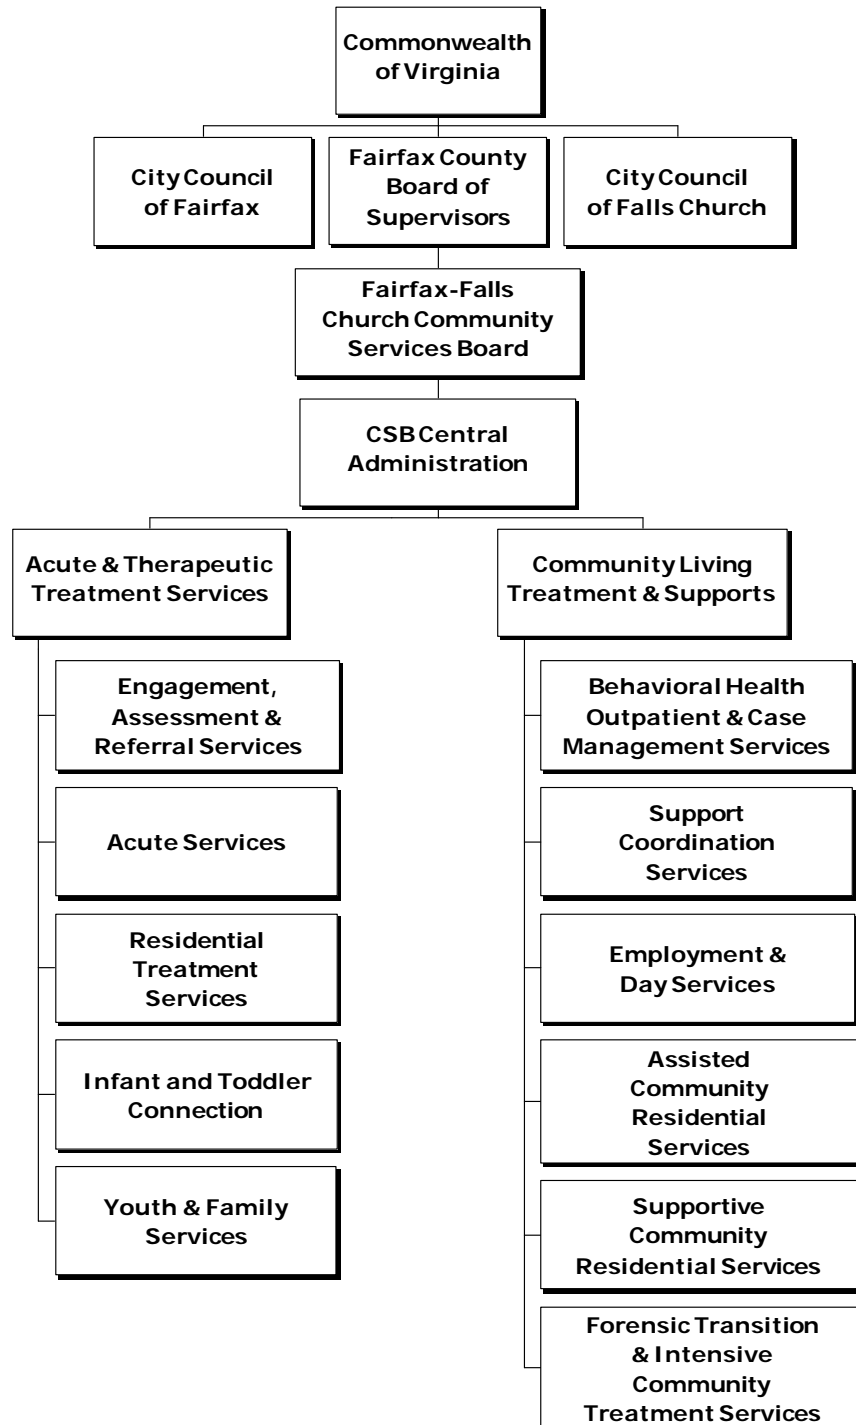 Commonwealth
of Virginia
City Council
of Fairfax
Fairfax County
Board of
Supervisors
City Council
of Falls Church
Fairfax-Falls
Church Community
Services Board
CSB Central
Administration
Acute & Therapeutic
Treatment Services
Engagement,
Assessment &
Referral Services
Acute Services
Residential
Treatment
Services
Infant and Toddler
Connection
Youth & Family
Services
Community Living
Treatment & Supports
Behavioral Health
Outpatient & Case
Management Services
Support
Coordination
Services
Employment &
Day Services
Assisted
Community
Residential
Services
Supportive
Community
Residential Services
Forensic Transition
& Intensive
Community
Treatment Services